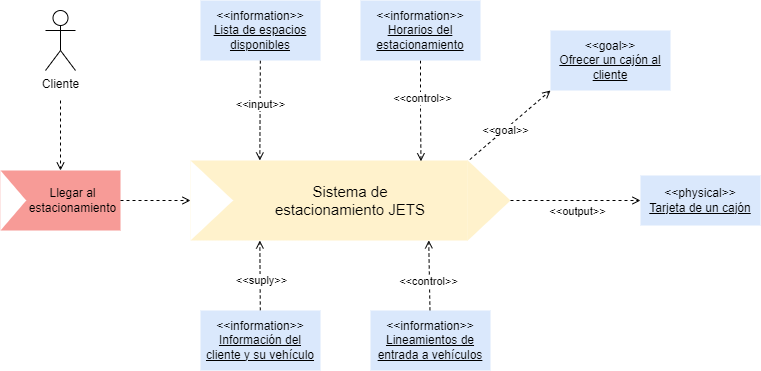 <<information>>
Lista de espacios
disponibles
<<information>>
Horarios del
estacionamiento
<<goal>>
Ofrecer un cajón al
cliente
Cliente
<<input>>
<<control>>
<<goal>>
Llegar al
estacionamiento
Sistema de
estacionamiento JETS
<<physical>>
Tarjeta de un cajón
<<output>>
<<suply>>
<<control>>
<<information>>
Información del
cliente y su vehículo
<<information>>
Lineamientos de
entrada a vehículos